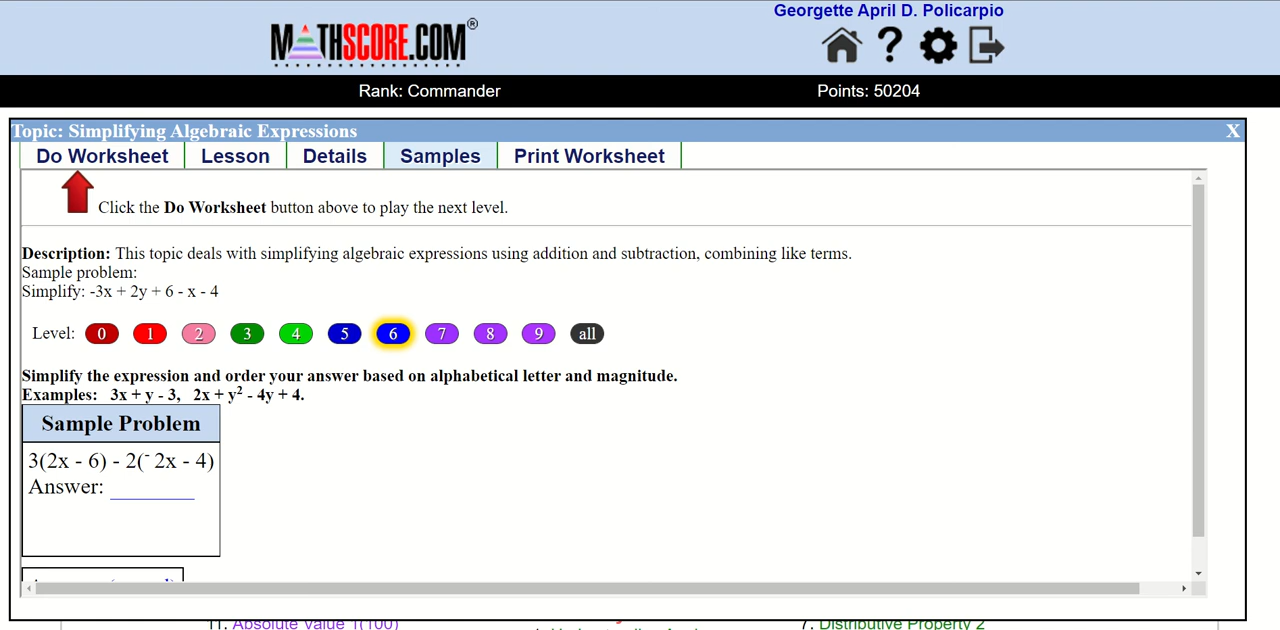 Georgette April D. Policarpio
MATHSCORE.COM®
Rank: Commander
Points: 50204
Topic: Simplifying Algebraic Expressions
X
Do Worksheet
Lesson
Details
Samples
Print Worksheet
Click the Do Worksheet button above to play the next level.
Description: This topic deals with simplifying algebraic expressions using addition and subtraction, combining like terms.
Sample problem:
Simplify: -3x + 2y + 6 - x - 4
Level: 0 1 2 3 4 5 6 7 8 9 all
Simplify the expression and order your answer based on alphabetical letter and magnitude.
Examples: 3x + y - 3, 2x + y² - 4y + 4.
Sample Problem
3(2x - 6) - 2(⁻2x - 4)
Answer:
11. Absolute Value 1(100)
7. Distributive Property 2